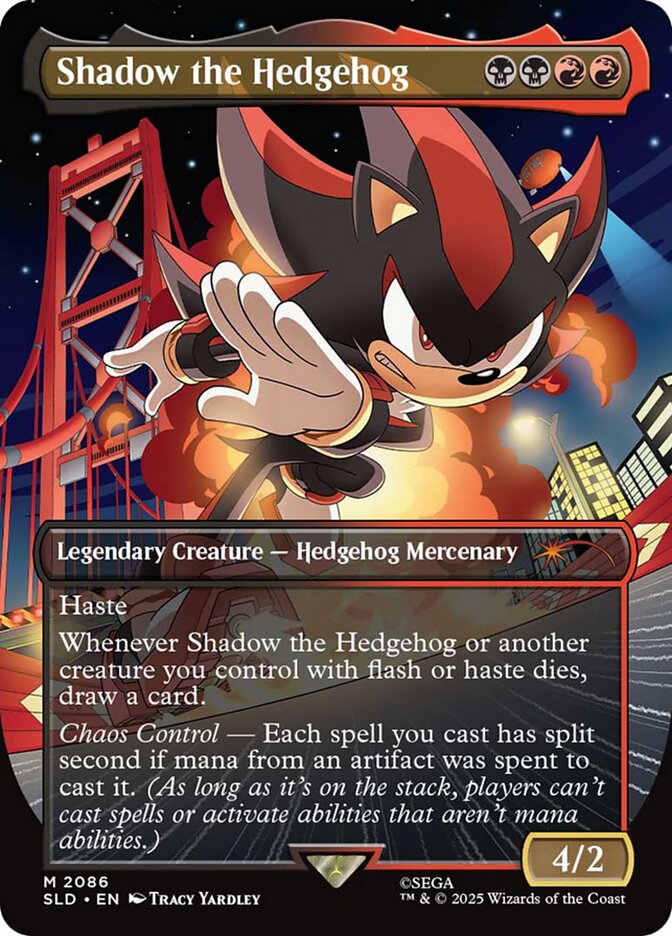 Shadow the Hedgehog
Legendary Creature — Hedgehog Mercenary
Haste
Whenever Shadow the Hedgehog or another
creature you control with flash or haste dies,
draw a card.
Chaos Control — Each spell you cast has split
second if mana from an artifact was spent to
cast it. (As long as it's on the stack, players can't
cast spells or activate abilities that aren't mana
abilities.)
4/2
M 2086
SLD • EN TRACY YARDLEY
©SEGA
™ & © 2025 Wizards of the Coast